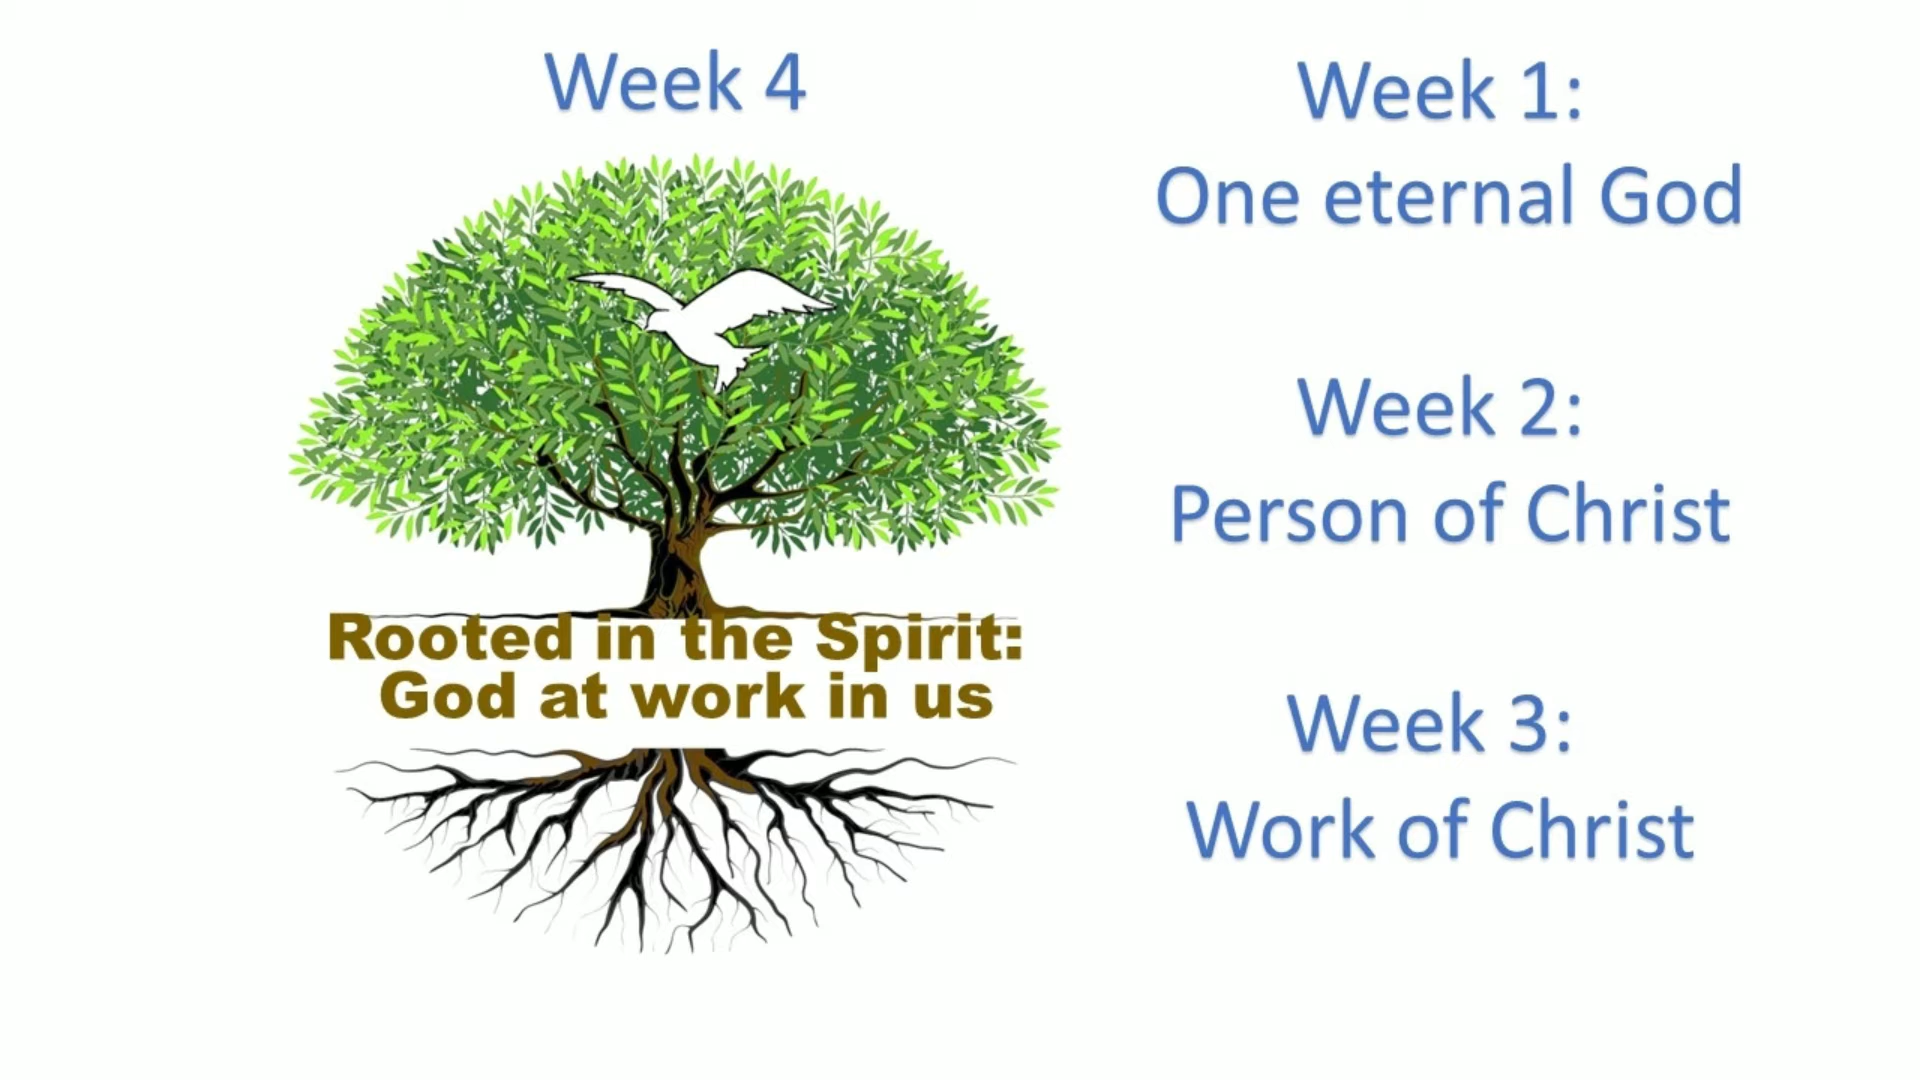 Week 4
Rooted in the Spirit:
God at work in us
Week 1:
One eternal God
Week 2:
Person of Christ
Week 3:
Work of Christ